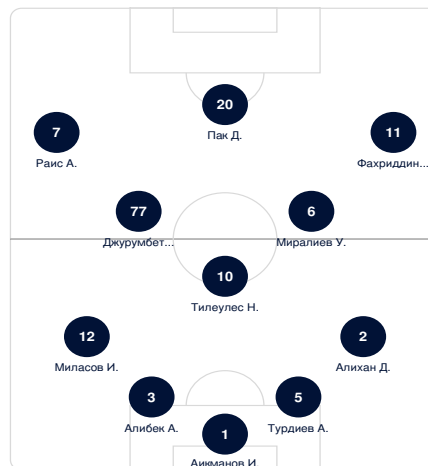 20
Пак Д.
7
Раис А.
11
Фахриддин...
77
Джурумбет...
6
Миралиев У.
10
Тилеулес Н.
12
Миласов И.
2
Алихан Д.
3
Алибек А.
5
Турдиев А.
1
Аикманов И.